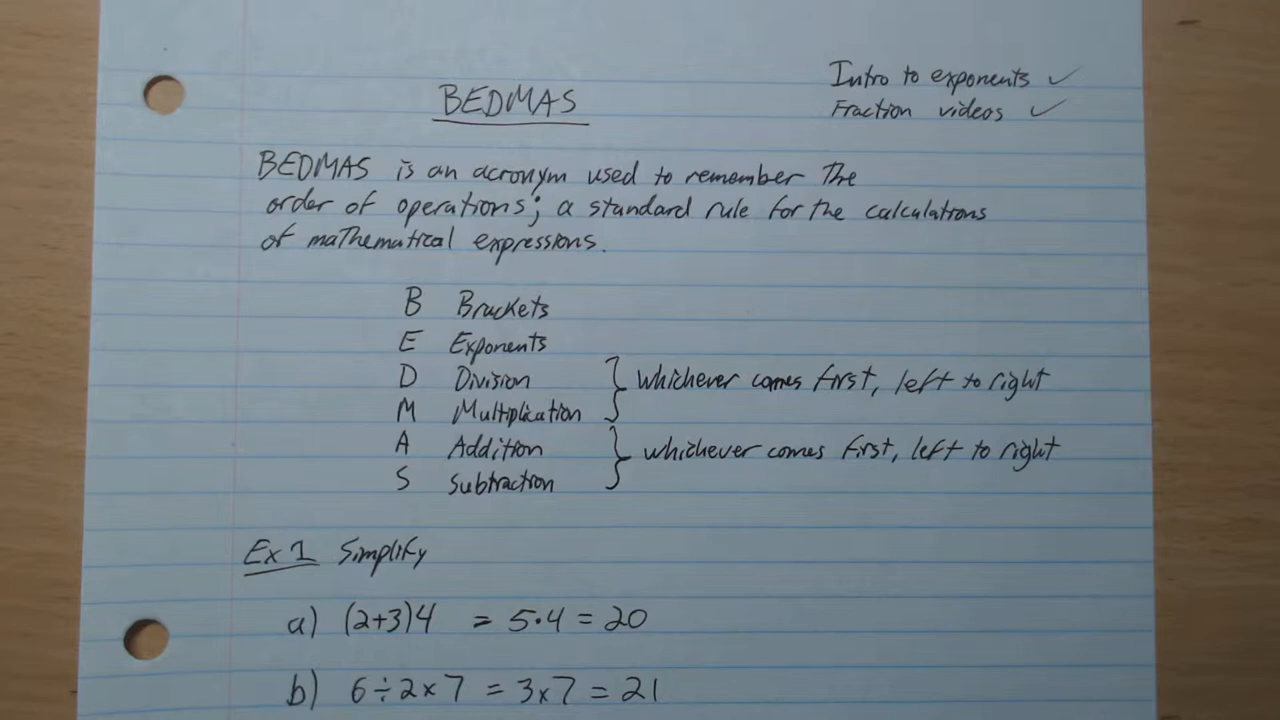 BEDMAS
Intro to exponents ✓
Fraction videos ✓
BEDMAS is an acronym used to remember the
order of operations; a standard rule for the calculations
of mathematical expressions.
B Brackets
E Exponents
D Division } whichever comes first, left to right
M Multiplication
A Addition } whichever comes first, left to right
S Subtraction
Ex 1 Simplify
a) (2+3)4 = 5·4 = 20
b) 6÷2×7 = 3×7 = 21